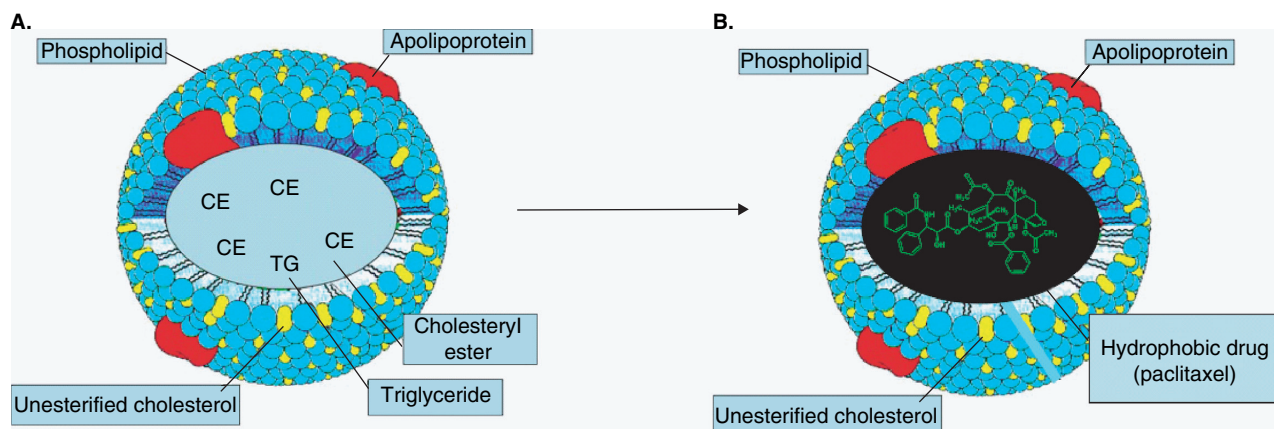 A.
Phospholipid
Apolipoprotein
CE
CE
CE
CE
TG
Cholesteryl
ester
Triglyceride
Unesterified cholesterol
B.
Phospholipid
Apolipoprotein
Hydrophobic drug
(paclitaxel)
Unesterified cholesterol